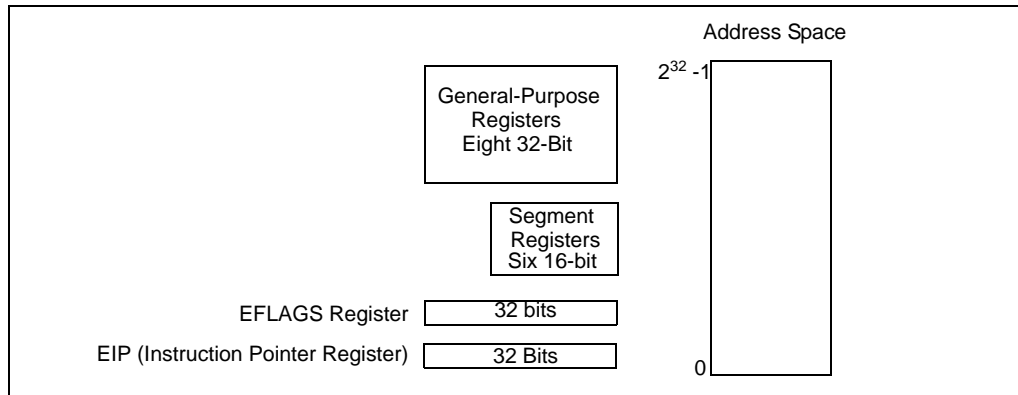 Address Space
2³² -1
General-Purpose
Registers
Eight 32-Bit
Segment
Registers
Six 16-bit
EFLAGS Register
32 bits
EIP (Instruction Pointer Register)
32 Bits
0